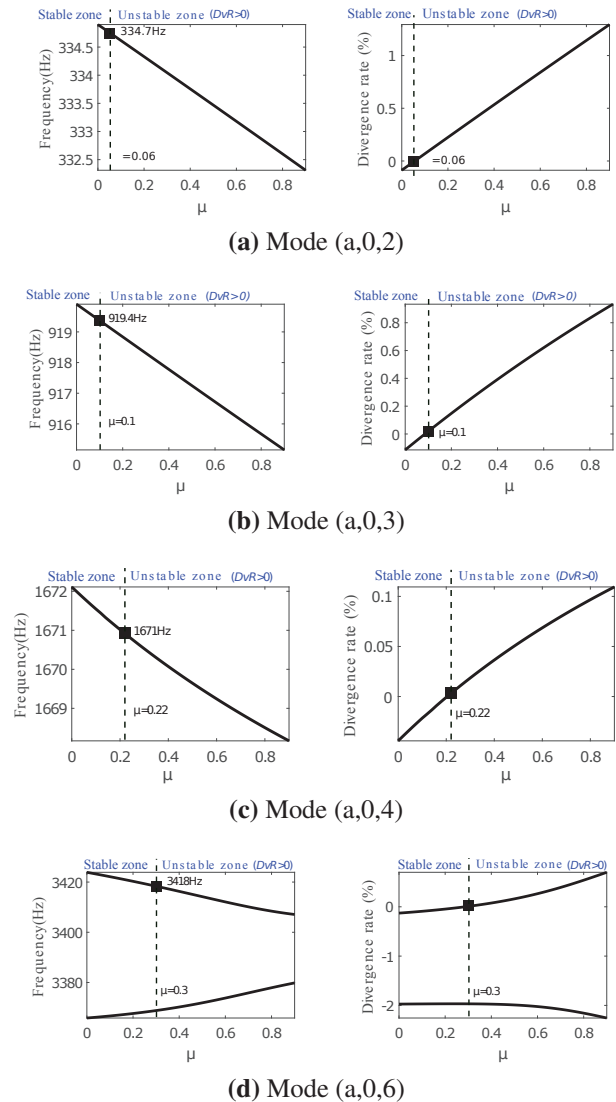 Stable zone Unstable zone (DvR>0)
Frequency(Hz)
334.5
334
333.5
333
332.5
334.7Hz
=0.06
0 0.2 0.4 0.6 0.8
μ
Stable zone Unstable zone (DvR>0)
Divergence rate (%)
1
0.5
0
=0.06
0 0.2 0.4 0.6 0.8
μ
(a) Mode (a,0,2)
Stable zone Unstable zone (DvR>0)
Frequency(Hz)
919
918
917
916
919.4Hz
μ=0.1
0 0.2 0.4 0.6 0.8
μ
Stable zone Unstable zone (DvR>0)
Divergence rate (%)
0.8
0.6
0.4
0.2
0
μ=0.1
0 0.2 0.4 0.6 0.8
μ
(b) Mode (a,0,3)
Stable zone Unstable zone (DvR>0)
Frequency(Hz)
1672
1671
1670
1669
1671Hz
μ=0.22
0 0.2 0.4 0.6 0.8
μ
Stable zone Unstable zone (DvR>0)
Divergence rate (%)
0.1
0.05
0
μ=0.22
0 0.2 0.4 0.6 0.8
μ
(c) Mode (a,0,4)
Stable zone Unstable zone (DvR>0)
Frequency(Hz)
3420
3400
3380
3418Hz
μ=0.3
0 0.2 0.4 0.6 0.8
μ
Stable zone Unstable zone (DvR>0)
Divergence rate (%)
0
-1
-2
μ=0.3
0 0.2 0.4 0.6 0.8
μ
(d) Mode (a,0,6)